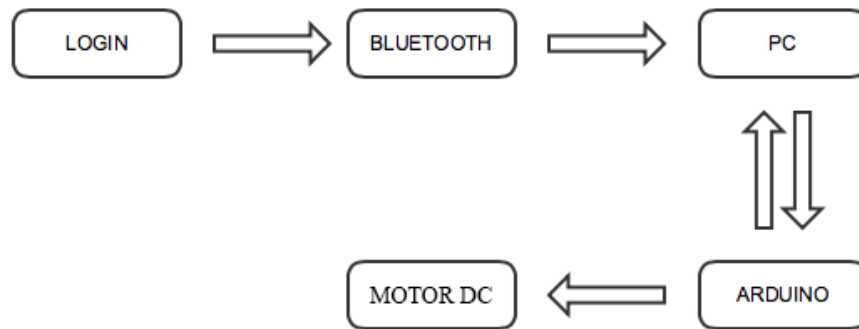 LOGIN
BLUETOOTH
PC
MOTOR DC
ARDUINO